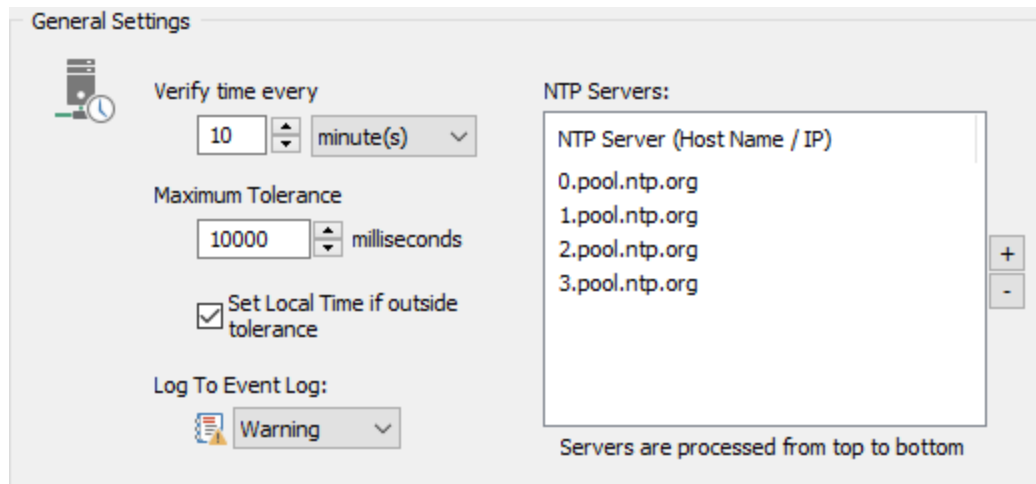 General Settings
Verify time every
10 minute(s)
Maximum Tolerance
10000 milliseconds
Set Local Time if outside
tolerance
Log To Event Log:
Warning
NTP Servers:
NTP Server (Host Name / IP)
0.pool.ntp.org
1.pool.ntp.org
2.pool.ntp.org
3.pool.ntp.org
+
-
Servers are processed from top to bottom